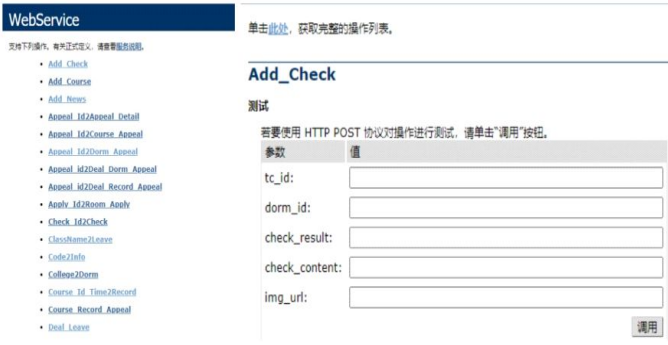 WebService
支持下列操作。有关正式定义，请查看服务说明。
Add_Check
Add_Course
Add_News
Appeal_Id2Appeal_Detail
Appeal_Id2Course_Appeal
Appeal_Id2Dorm_Appeal
Appeal_id2Deal_Dorm_Appeal
Appeal_id2Deal_Record_Appeal
Apply_Id2Room_Apply
Check_Id2Check
ClassName2Leave
Code2Info
College2Dorm
Course_Id_Time2Record
Course_Record_Appeal
Deal_Leave
单击此处，获取完整的操作列表。
Add_Check
测试
若要使用 HTTP POST 协议对操作进行测试，请单击“调用”按钮。
参数 值
tc_id:
dorm_id:
check_result:
check_content:
img_url:
调用